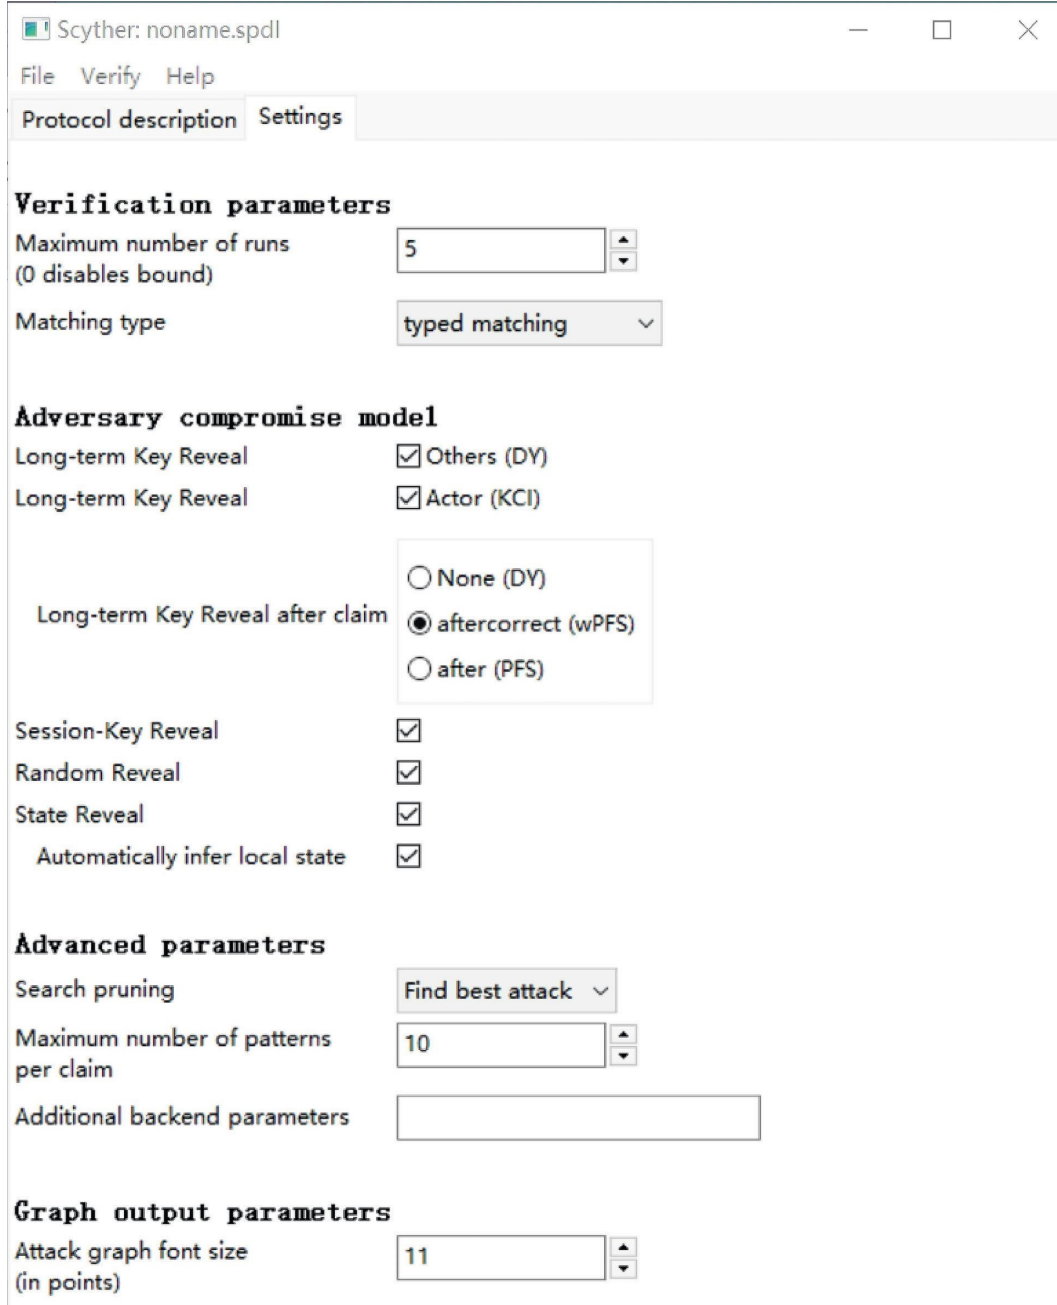 Scyther: noname.spdl
File Verify Help
Protocol description Settings
Verification parameters
Maximum number of runs
(0 disables bound)
5
Matching type
typed matching
Adversary compromise model
Long-term Key Reveal
Others (DY)
Long-term Key Reveal
Actor (KCI)
None (DY)
Long-term Key Reveal after claim
aftercorrect (wPFS)
after (PFS)
Session-Key Reveal
Random Reveal
State Reveal
Automatically infer local state
Advanced parameters
Search pruning
Find best attack
Maximum number of patterns
per claim
10
Additional backend parameters
Graph output parameters
Attack graph font size
(in points)
11